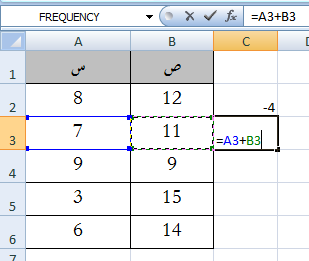 FREQUENCY =A3+B3
A B C
1 س ص
2 8 12 -4
3 7 11 =A3+B3
4 9 9
5 3 15
6 6 14